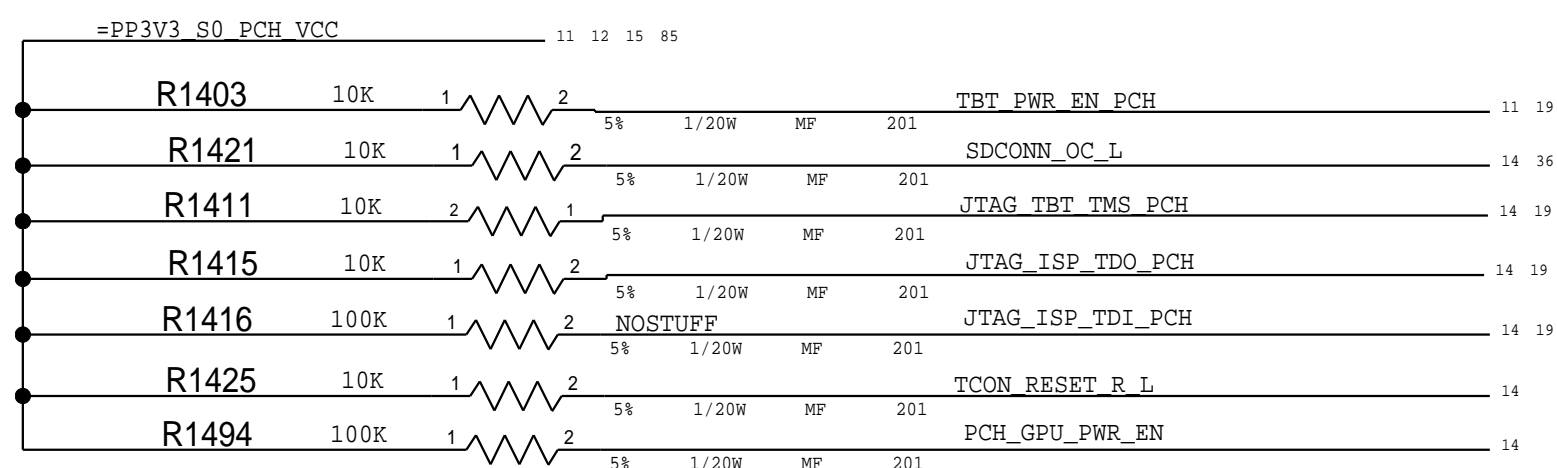 =PP3V3_S0_PCH_VCC 11 12 15 85
R1403 10K 1 2 TBT_PWR_EN_PCH 11 19
5% 1/20W MF 201
R1421 10K 1 2 SDCONN_OC_L 14 36
5% 1/20W MF 201
R1411 10K 2 1 JTAG_TBT_TMS_PCH 14 19
5% 1/20W MF 201
R1415 10K 1 2 JTAG_ISP_TDO_PCH 14 19
5% 1/20W MF 201
R1416 100K 1 2 NOSTUFF JTAG_ISP_TDI_PCH 14 19
5% 1/20W MF 201
R1425 10K 1 2 TCON_RESET_R_L 14
5% 1/20W MF 201
R1494 100K 1 2 PCH_GPU_PWR_EN 14
5% 1/20W MF 201